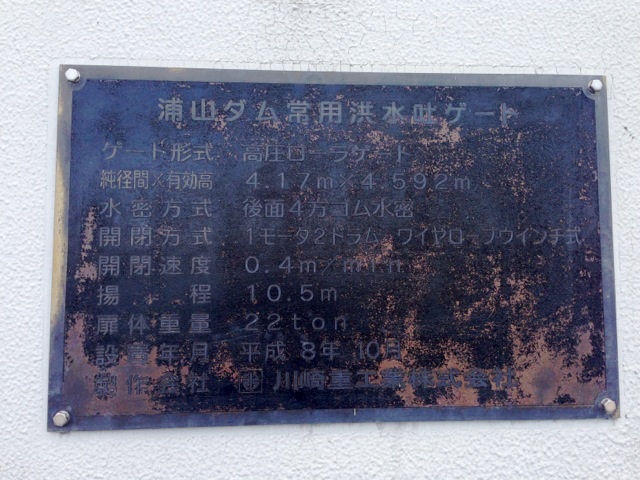 浦山ダム常用洪水吐ゲート
ゲート形式 高圧ローラゲート
純径間×有効高 4.17m×4.592m
水密方式 後面4方ゴム水密
開閉方式 1モータ2ドラム ワイヤロープウインチ式
開閉速度 0.4m/min
揚程 10.5m
扉体重量 22ton
設置年月 平成 8年 10月
製作会社 川崎重工業株式会社